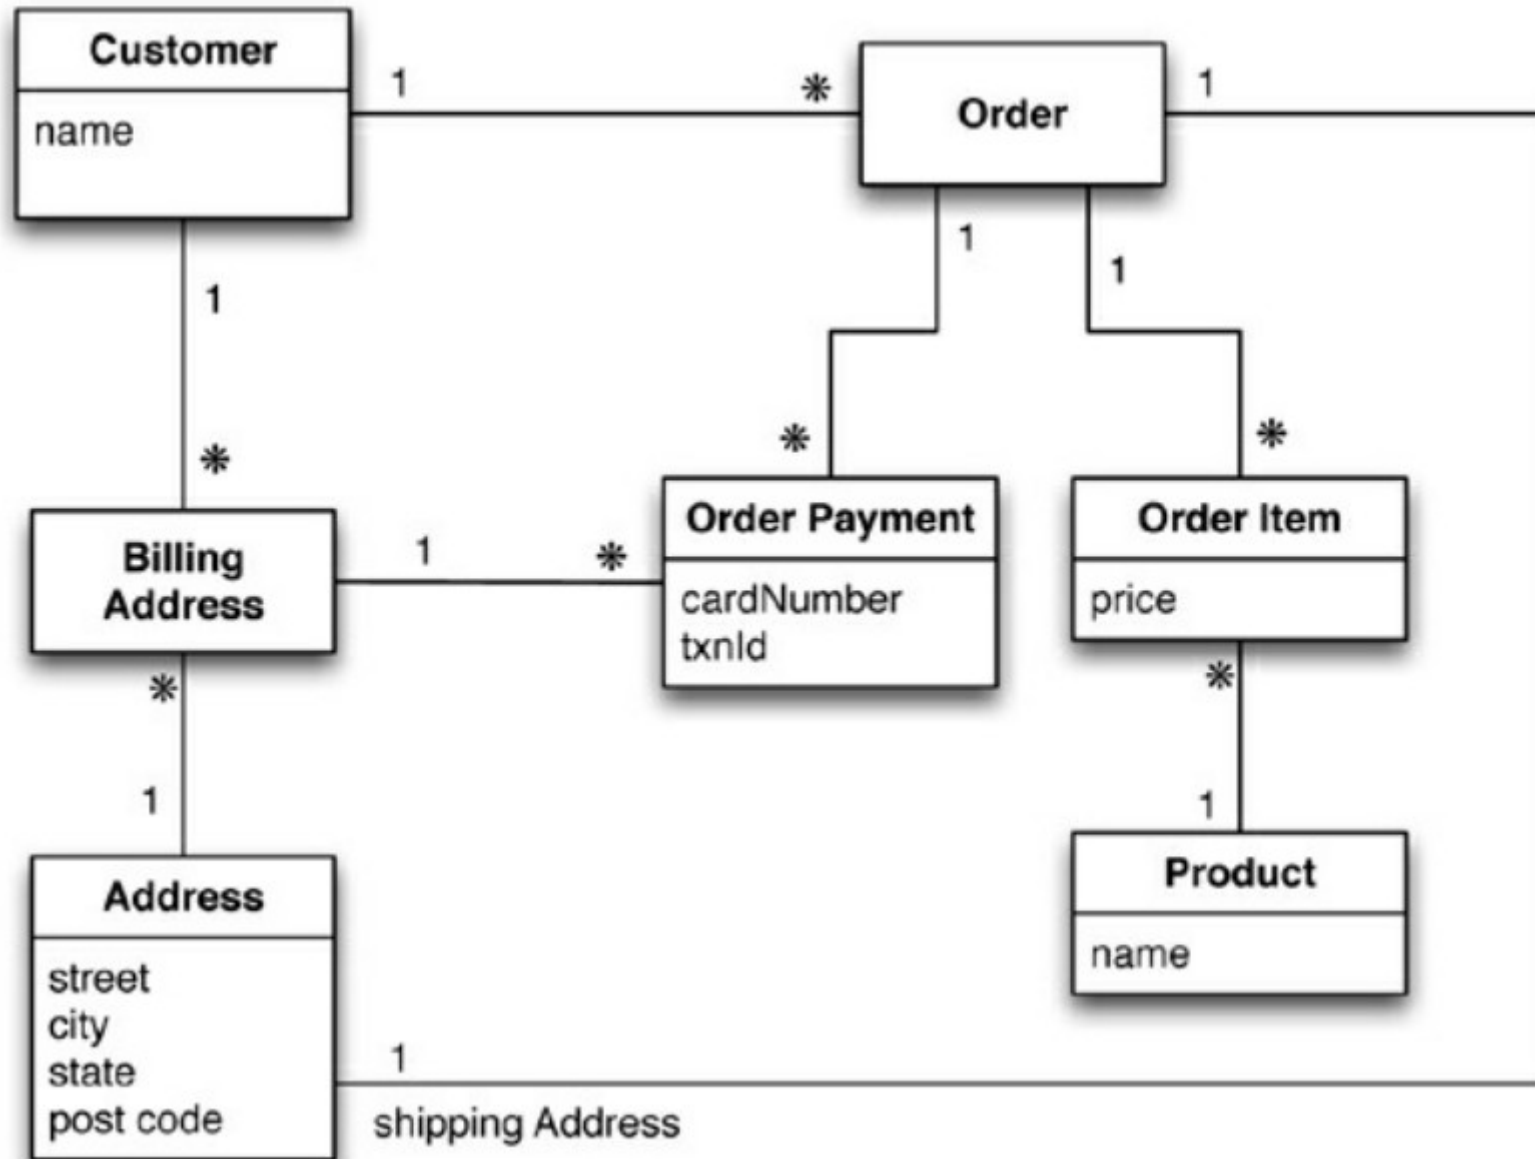 Customer
name
1
*
Order
1
1
1
1
*
*
*
Billing
Address
1
*
Order Payment
cardNumber
txnId
Order Item
price
*
1
*
1
Address
street
city
state
post code
Product
name
1
shipping Address